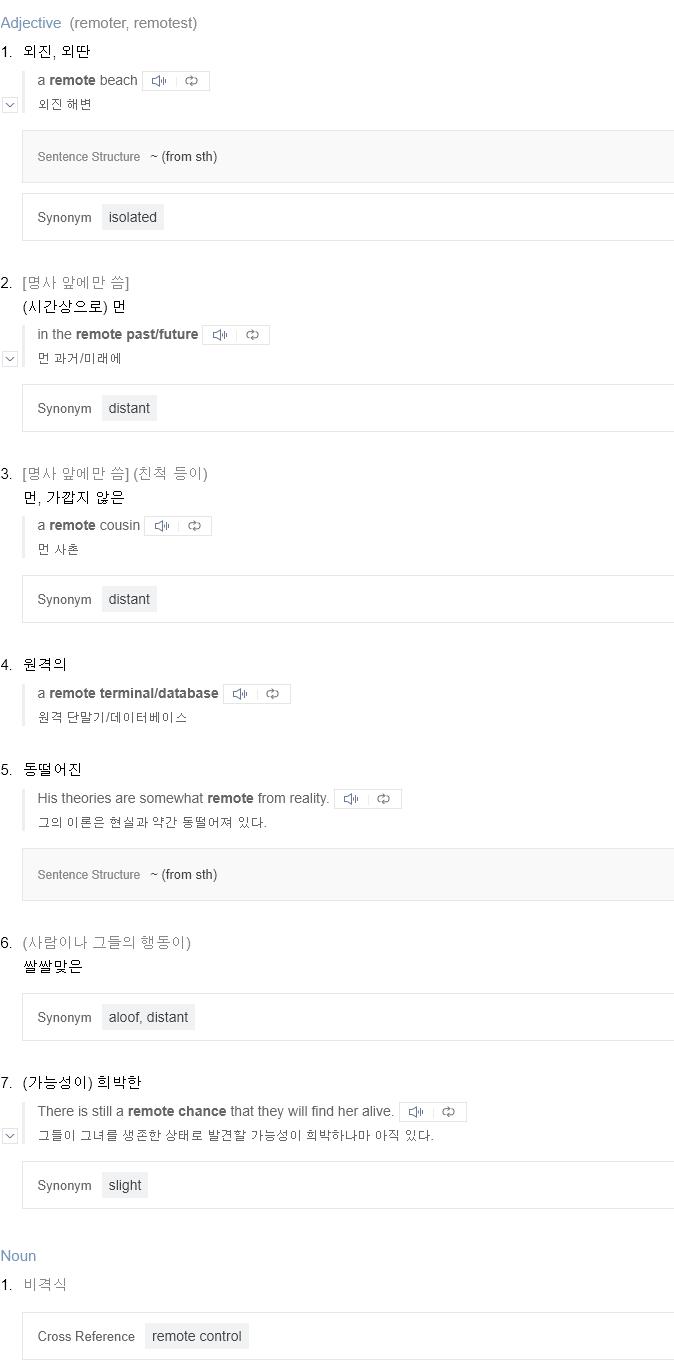 Adjective (remoter, remotest)
1. 외진, 외딴
a remote beach
외진 해변
Sentence Structure ~ (from sth)
Synonym isolated
2. [명사 앞에만 씀]
(시간상으로) 먼
in the remote past/future
먼 과거/미래에
Synonym distant
3. [명사 앞에만 씀] (친척 등이)
먼, 가깝지 않은
a remote cousin
먼 사촌
Synonym distant
4. 원격의
a remote terminal/database
원격 단말기/데이터베이스
5. 동떨어진
His theories are somewhat remote from reality.
그의 이론은 현실과 약간 동떨어져 있다.
Sentence Structure ~ (from sth)
6. (사람이나 그들의 행동이)
쌀쌀맞은
Synonym aloof, distant
7. (가능성이) 희박한
There is still a remote chance that they will find her alive.
그들이 그녀를 생존한 상태로 발견할 가능성이 희박하나마 아직 있다.
Synonym slight
Noun
1. 비격식
Cross Reference remote control